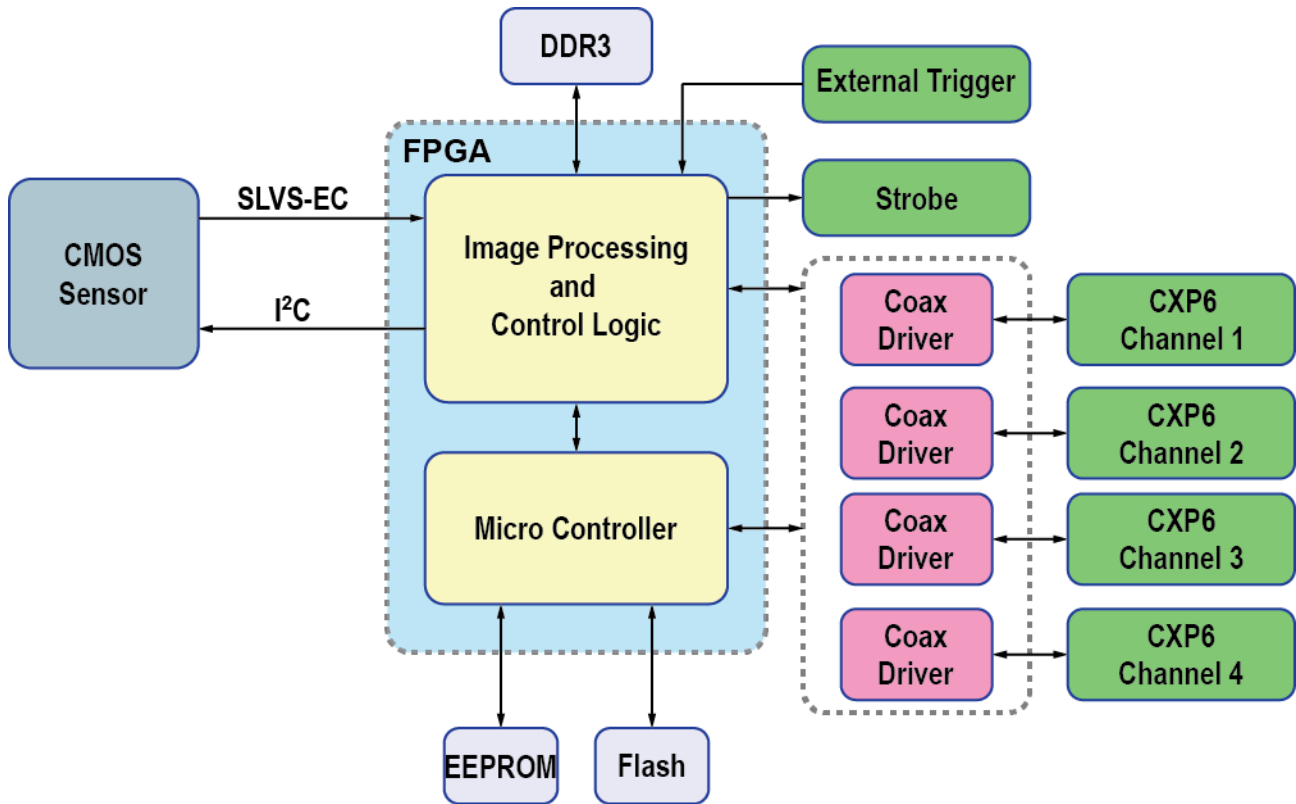 DDR3
External Trigger
FPGA
Strobe
SLVS-EC
CMOS
Sensor
I²C
Image Processing
and
Control Logic
Coax
Driver
CXP6
Channel 1
Coax
Driver
CXP6
Channel 2
Micro Controller
Coax
Driver
CXP6
Channel 3
Coax
Driver
CXP6
Channel 4
EEPROM
Flash